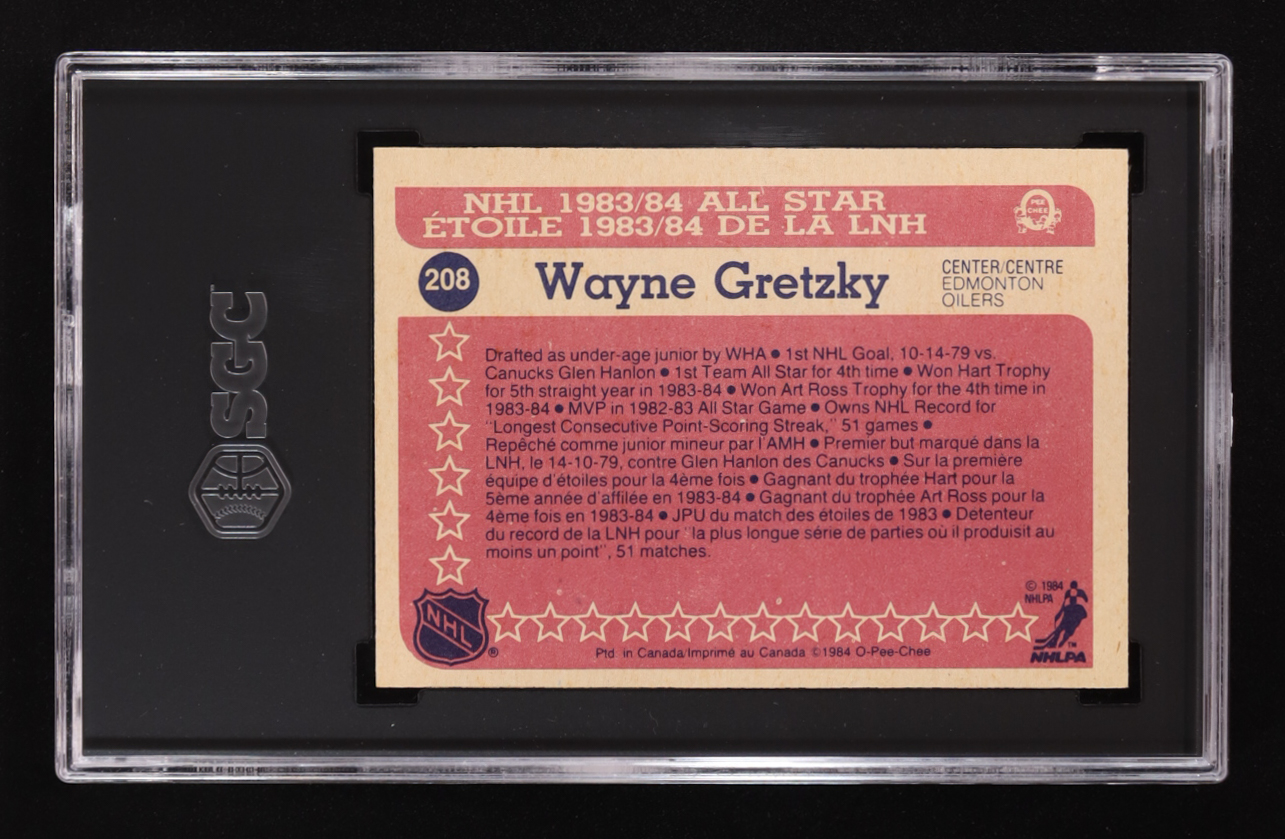 SGC
NHL 1983/84 ALL STAR
ÉTOILE 1983/84 DE LA LNH
O PEE CHEE
208
Wayne Gretzky
CENTER/CENTRE
EDMONTON
OILERS
Drafted as under-age junior by WHA ● 1st NHL Goal, 10-14-79 vs.
Canucks Glen Hanlon ● 1st Team All Star for 4th time ● Won Hart Trophy
for 5th straight year in 1983-84 ● Won Art Ross Trophy for the 4th time in
1983-84 ● MVP in 1982-83 All Star Game ● Owns NHL Record for
"Longest Consecutive Point-Scoring Streak," 51 games ●
Repêché comme junior mineur par l'AMH ● Premier but marqué dans la
LNH, le 14-10-79, contre Glen Hanlon des Canucks ● Sur la première
équipe d'étoiles pour la 4ème fois ● Gagnant du trophée Hart pour la
5ème année d'affilée en 1983-84 ● Gagnant du trophée Art Ross pour la
4ème fois en 1983-84 ● JPU du match des étoiles de 1983 ● Detenteur
du record de la LNH pour "la plus longue série de parties où il produisit au
moins un point", 51 matches.
© 1984
NHLPA
NHL ®
Ptd. in Canada/Imprimé au Canada ©1984 O-Pee-Chee
™
NHLPA